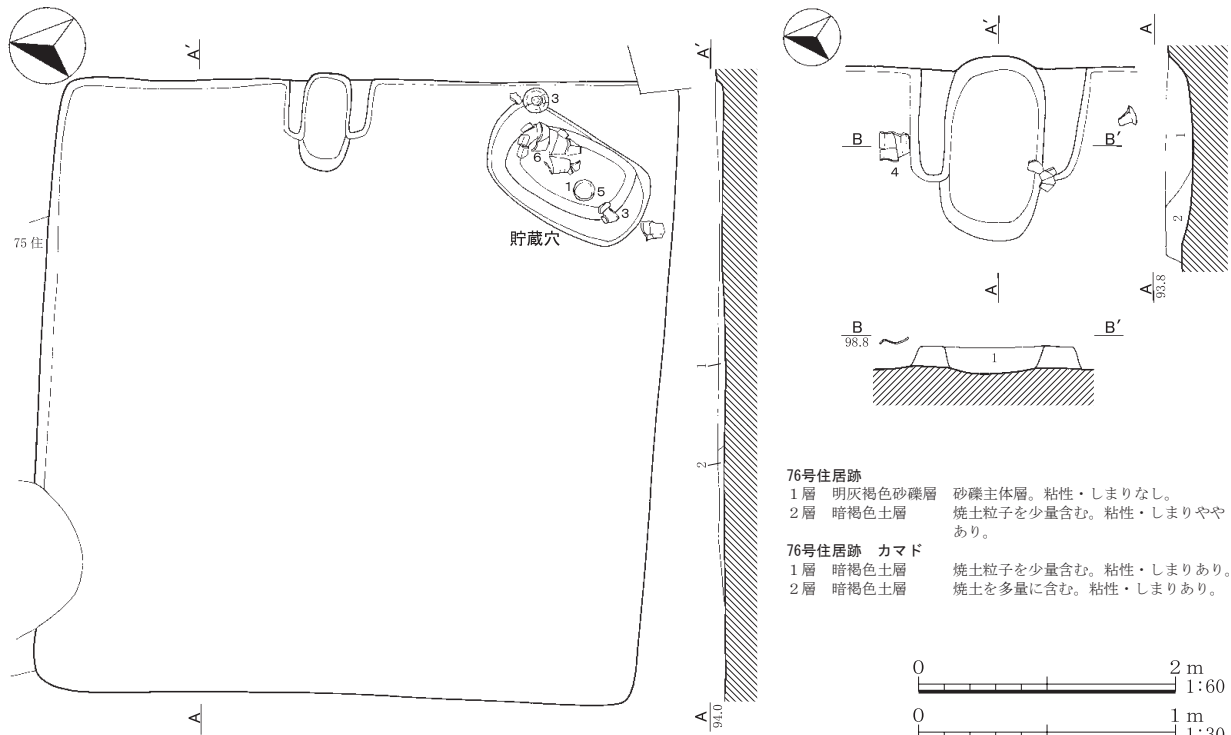 A′
A′
3
6
1
5
3
貯蔵穴
75住
1
2
A
A
94.0
A′
A
B
B′
4
1
2
A
A
93.8
B
98.8
B′
1
76号住居跡
1層 明灰褐色砂礫層 砂礫主体層。粘性・しまりなし。
2層 暗褐色土層 焼土粒子を少量含む。粘性・しまりやや
あり。
76号住居跡 カマド
1層 暗褐色土層 焼土粒子を少量含む。粘性・しまりあり。
2層 暗褐色土層 焼土を多量に含む。粘性・しまりあり。
0 2 m
1:60
0 1 m
1:30